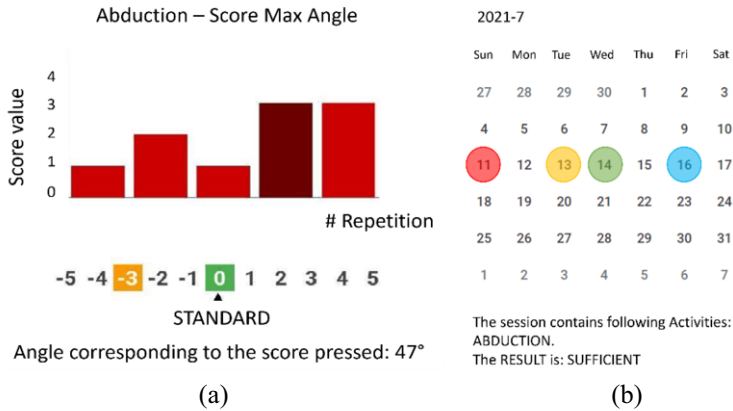 Abduction – Score Max Angle
Score value
4
3
2
1
0
# Repetition
-5 -4 -3 -2 -1 0 1 2 3 4 5
STANDARD
Angle corresponding to the score pressed: 47°
(a)
2021-7
Sun Mon Tue Wed Thu Fri Sat
27 28 29 30 1 2 3
4 5 6 7 8 9 10
11 12 13 14 15 16 17
18 19 20 21 22 23 24
25 26 27 28 29 30 31
1 2 3 4 5 6 7
The session contains following Activities:
ABDUCTION.
The RESULT is: SUFFICIENT
(b)